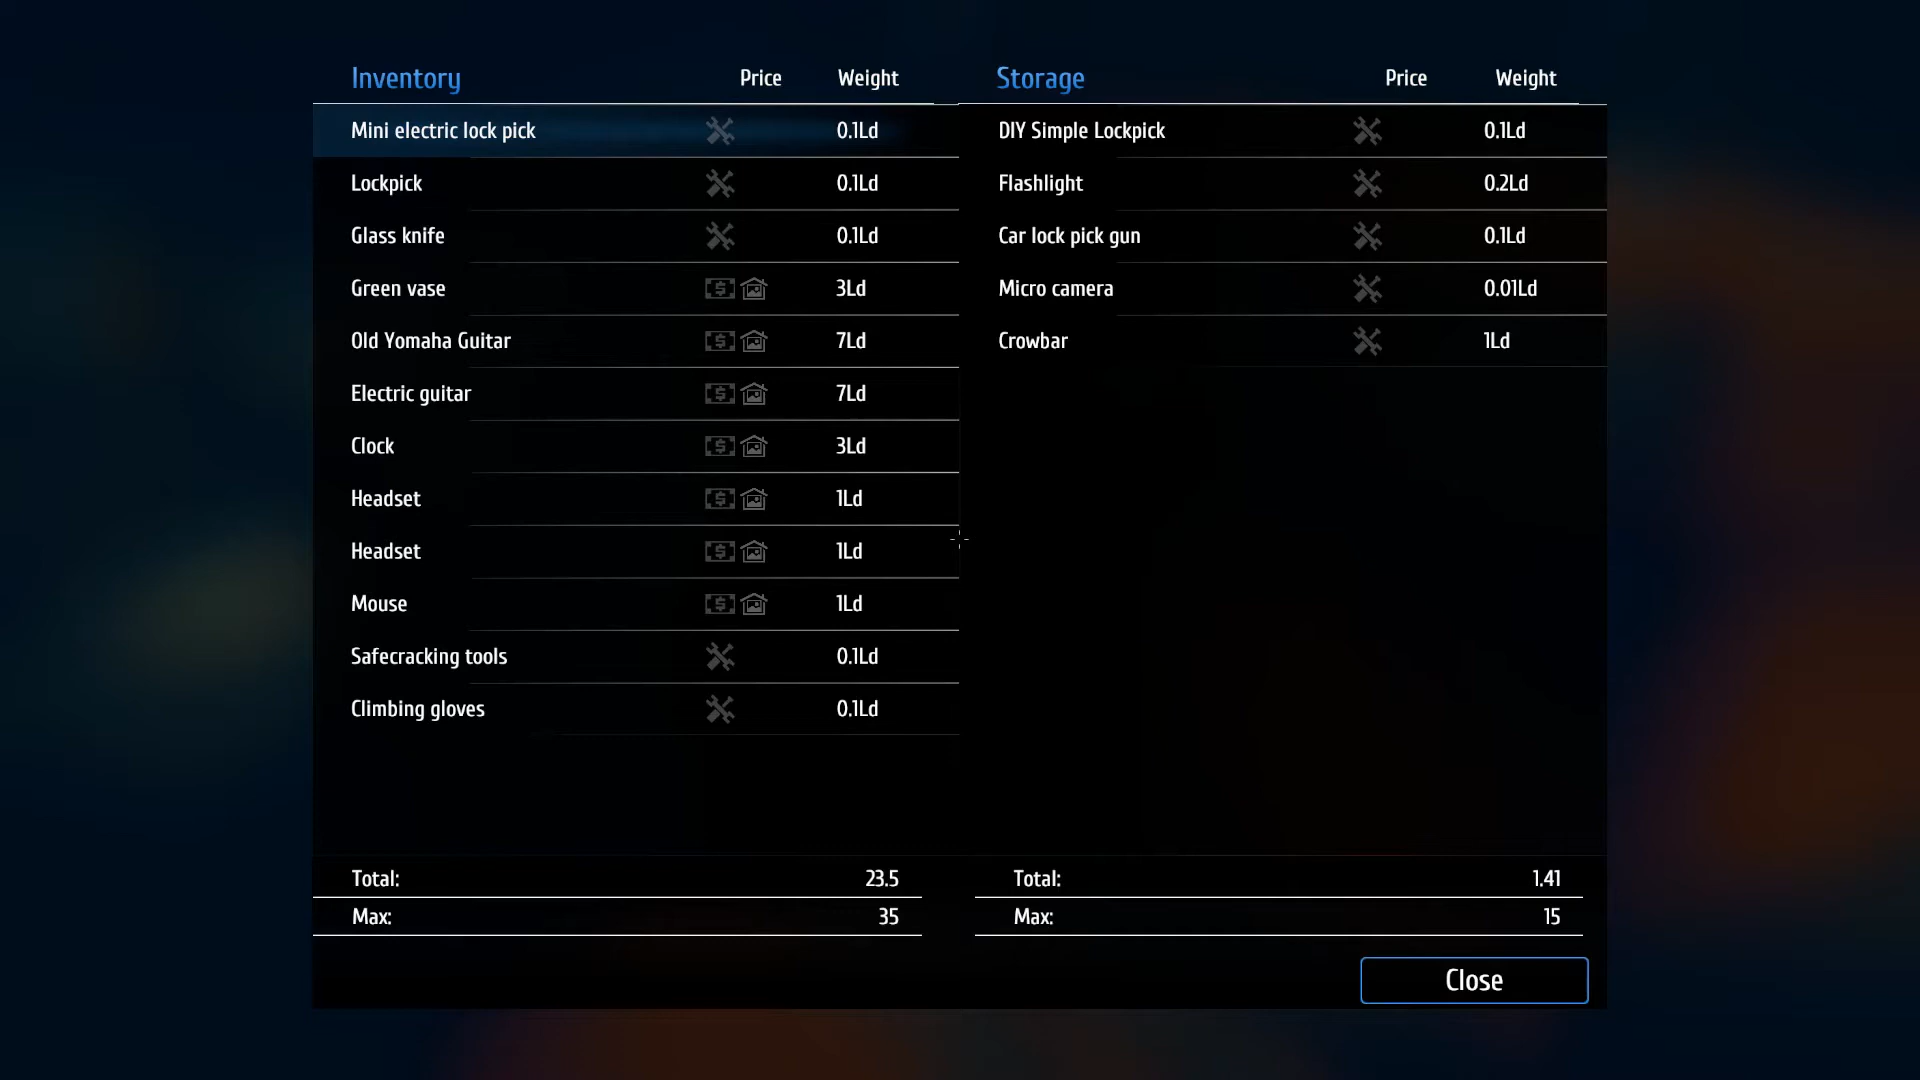 Inventory Price Weight
Mini electric lock pick 0.1Ld
Lockpick 0.1Ld
Glass knife 0.1Ld
Green vase 3Ld
Old Yomaha Guitar 7Ld
Electric guitar 7Ld
Clock 3Ld
Headset 1Ld
Headset 1Ld
Mouse 1Ld
Safecracking tools 0.1Ld
Climbing gloves 0.1Ld
Total: 23.5
Max: 35
Storage Price Weight
DIY Simple Lockpick 0.1Ld
Flashlight 0.2Ld
Car lock pick gun 0.1Ld
Micro camera 0.01Ld
Crowbar 1Ld
Total: 1.41
Max: 15
Close